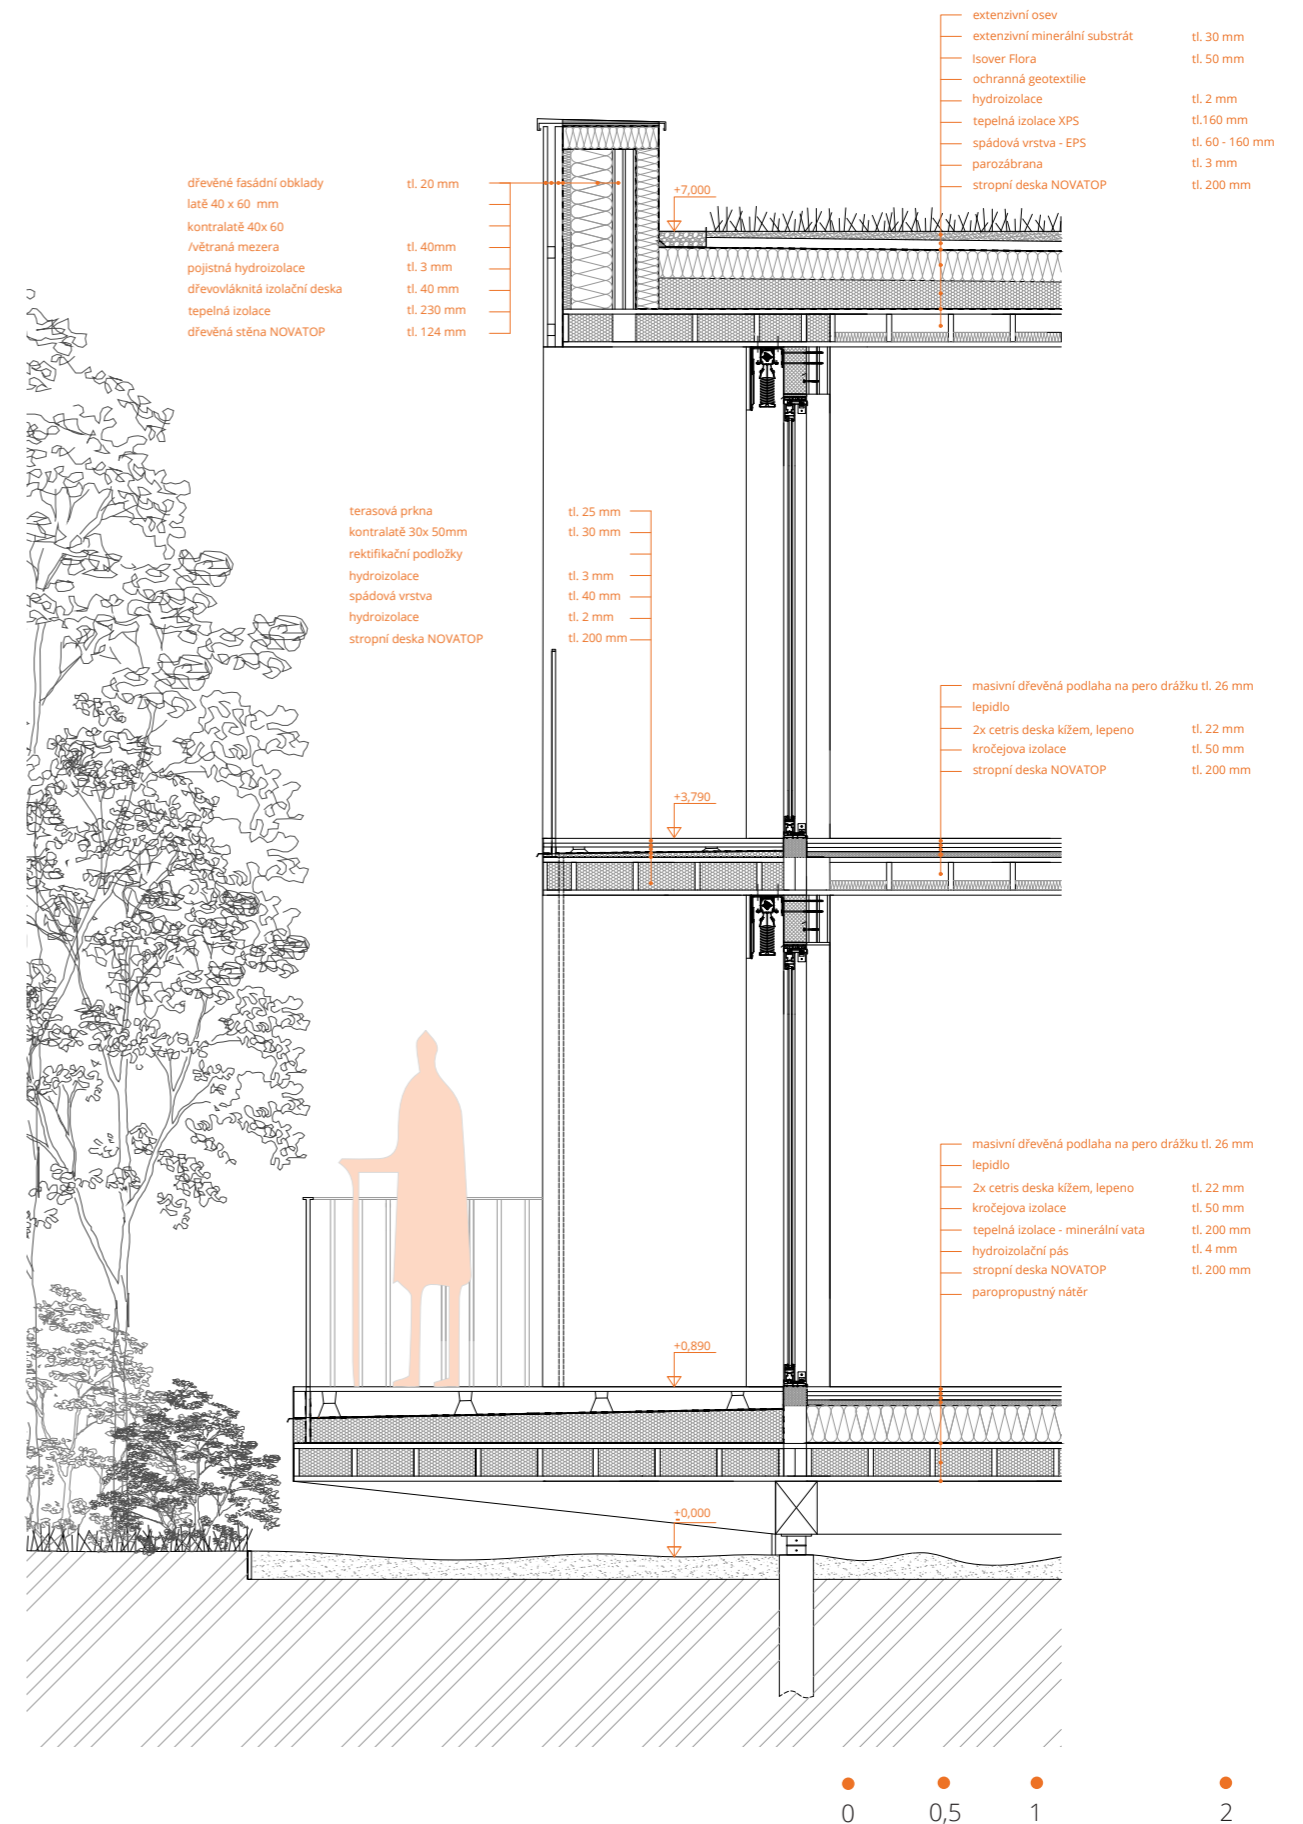 extenzivní osev
extenzivní minerální substrát tl. 30 mm
Isover Flora tl. 50 mm
ochranná geotextilie
hydroizolace tl. 2 mm
tepelná izolace XPS tl.160 mm
spádová vrstva - EPS tl. 60 - 160 mm
parozábrana tl. 3 mm
stropní deska NOVATOP tl. 200 mm
dřevěné fasádní obklady tl. 20 mm
latě 40 x 60 mm
kontralatě 40x 60
/větraná mezera tl. 40mm
pojistná hydroizolace tl. 3 mm
dřevovláknitá izolační deska tl. 40 mm
tepelná izolace tl. 230 mm
dřevěná stěna NOVATOP tl. 124 mm
+7,000
terasová prkna tl. 25 mm
kontralatě 30x 50mm tl. 30 mm
rektifikační podložky
hydroizolace tl. 3 mm
spádová vrstva tl. 40 mm
hydroizolace tl. 2 mm
stropní deska NOVATOP tl. 200 mm
masivní dřevěná podlaha na pero drážku tl. 26 mm
lepidlo
2x cetris deska kížem, lepeno tl. 22 mm
kročejova izolace tl. 50 mm
stropní deska NOVATOP tl. 200 mm
+3,790
masivní dřevěná podlaha na pero drážku tl. 26 mm
lepidlo
2x cetris deska kížem, lepeno tl. 22 mm
kročejova izolace tl. 50 mm
tepelná izolace - minerální vata tl. 200 mm
hydroizolační pás tl. 4 mm
stropní deska NOVATOP tl. 200 mm
paropropustný nátěr
+0,890
±0,000
0 0,5 1 2